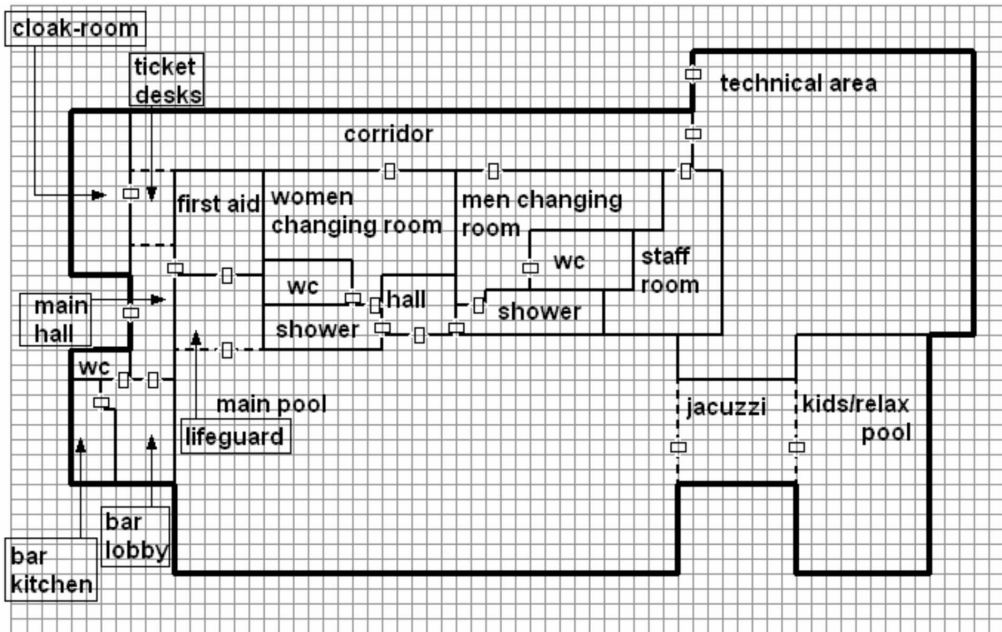 cloak-room
ticket
desks
technical area
corridor
first aid
women
changing room
men changing
room
wc
staff
room
wc
hall
shower
shower
main
hall
wc
main pool
lifeguard
jacuzzi
kids/relax
pool
bar
lobby
bar
kitchen